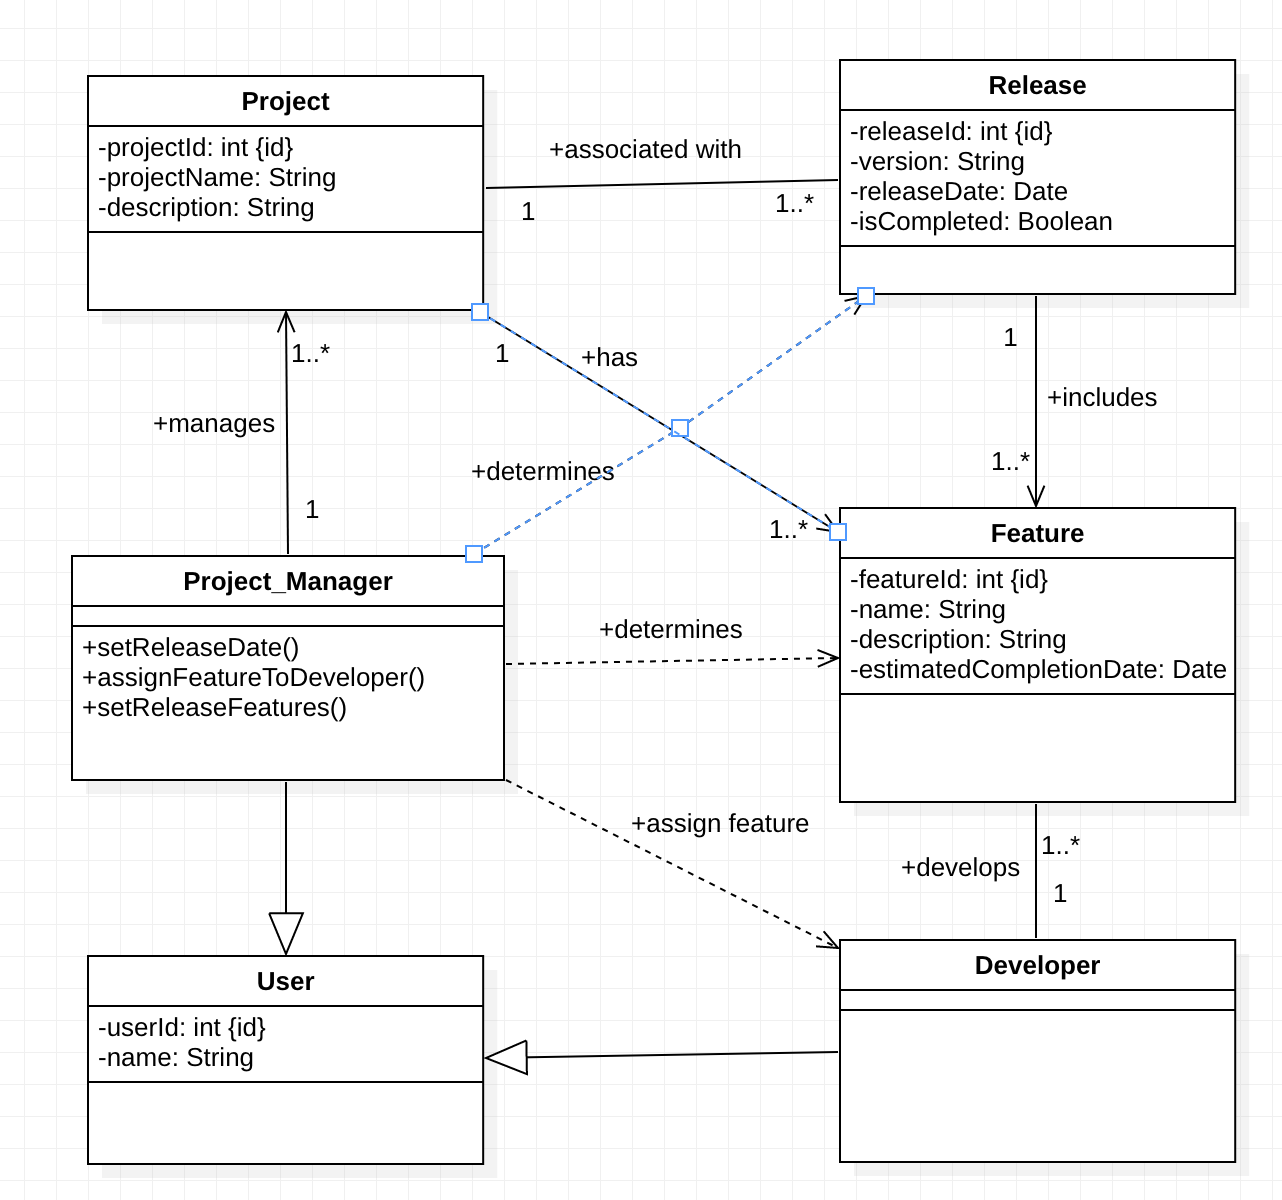 Project
-projectId: int {id}
-projectName: String
-description: String
+associated with
1
1..*
Release
-releaseId: int {id}
-version: String
-releaseDate: Date
-isCompleted: Boolean
1..*
+manages
1
1
+has
1..*
+determines
1
+includes
1..*
Project_Manager
+setReleaseDate()
+assignFeatureToDeveloper()
+setReleaseFeatures()
+determines
Feature
-featureId: int {id}
-name: String
-description: String
-estimatedCompletionDate: Date
+assign feature
+develops
1..*
1
User
-userId: int {id}
-name: String
Developer